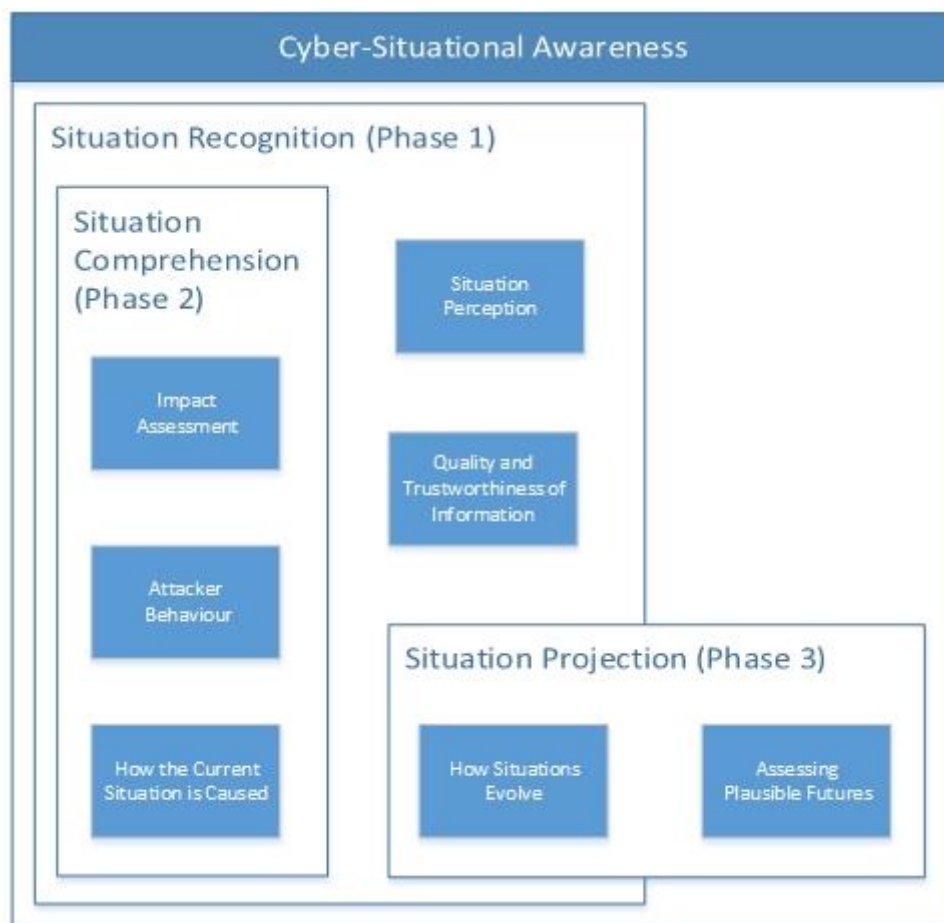 Cyber-Situational Awareness
Situation Recognition (Phase 1)
Situation
Comprehension
(Phase 2)
Situation
Perception
Impact
Assessment
Quality and
Trustworthiness of
Information
Attacker
Behaviour
Situation Projection (Phase 3)
How the Current
Situation is Caused
How Situations
Evolve
Assessing
Plausible Futures